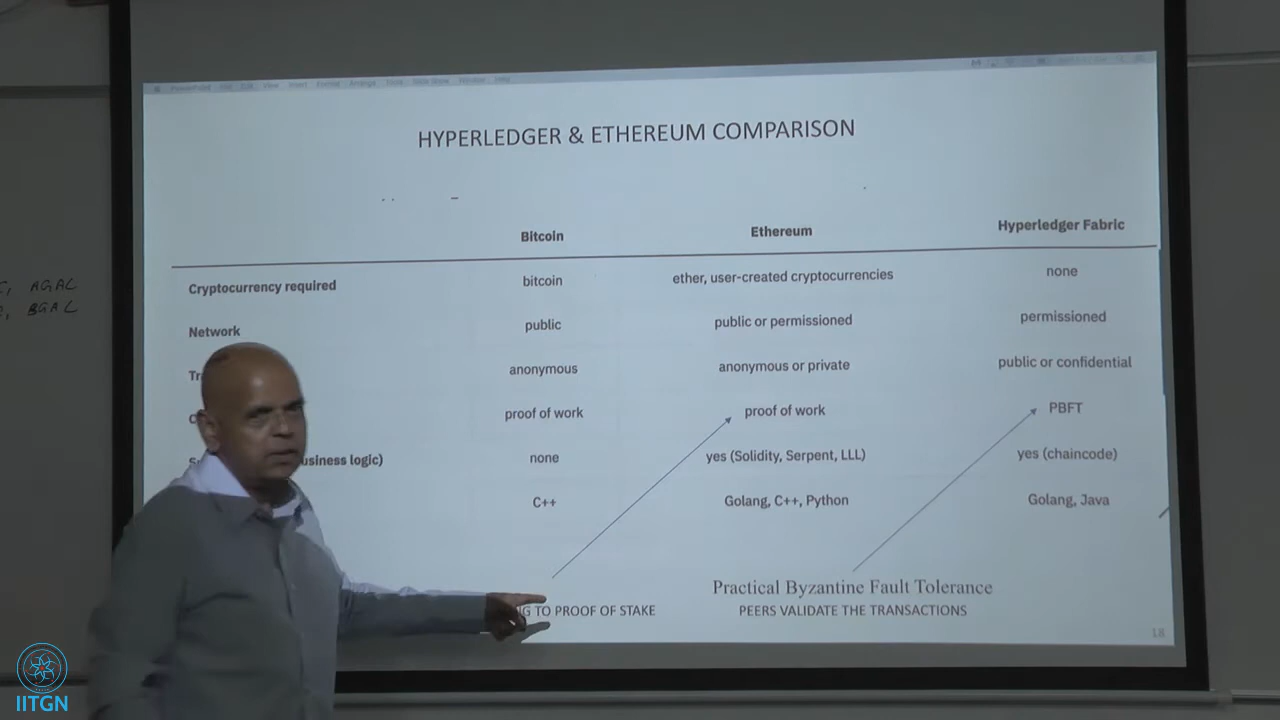 HYPERLEDGER & ETHEREUM COMPARISON
Bitcoin Ethereum Hyperledger Fabric
Cryptocurrency required bitcoin ether, user-created cryptocurrencies none
Network public public or permissioned permissioned
anonymous anonymous or private public or confidential
proof of work proof of work PBFT
usiness logic) none yes (Solidity, Serpent, LLL) yes (chaincode)
C++ Golang, C++, Python Golang, Java
Practical Byzantine Fault Tolerance
TO PROOF OF STAKE PEERS VALIDATE THE TRANSACTIONS
18
AGAL
BGAL
IITGN